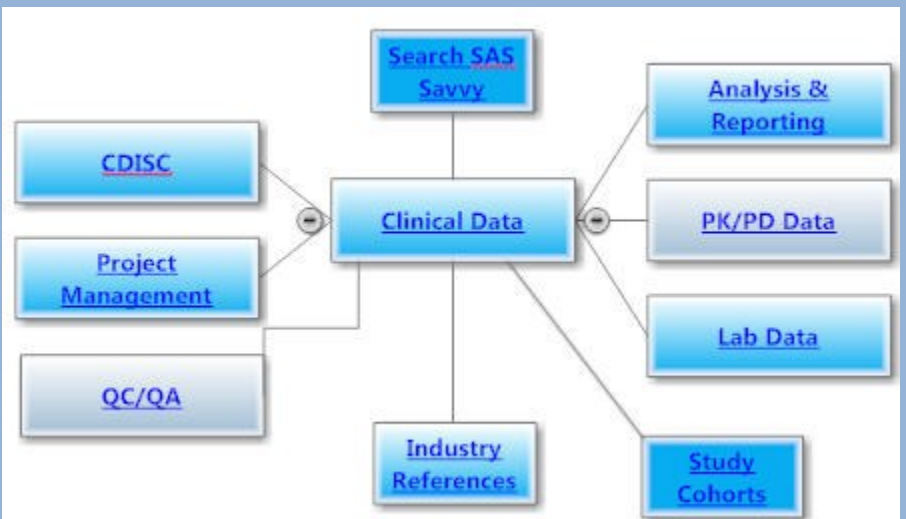 Search SAS
Savvy
Analysis &
Reporting
CDISC
Clinical Data
PK/PD Data
Project
Management
Lab Data
QC/QA
Industry
References
Study
Cohorts